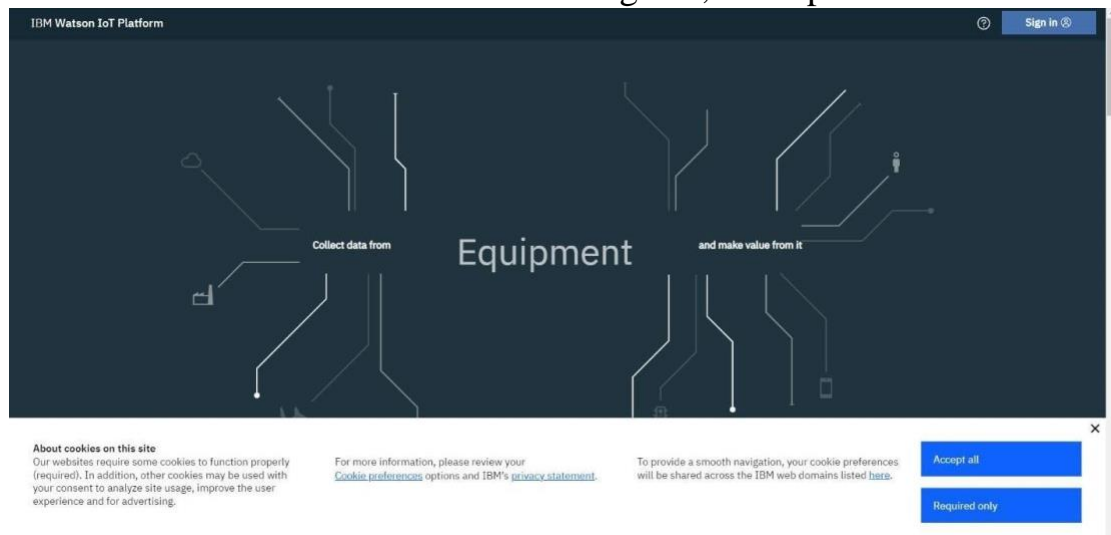 IBM Watson IoT Platform
Sign in
Collect data from
Equipment
and make value from it
About cookies on this site
Our websites require some cookies to function properly
(required). In addition, other cookies may be used with
your consent to analyze site usage, improve the user
experience and for advertising.
For more information, please review your
Cookie preferences options and IBM's privacy statement.
To provide a smooth navigation, your cookie preferences
will be shared across the IBM web domains listed here.
Accept all
Required only